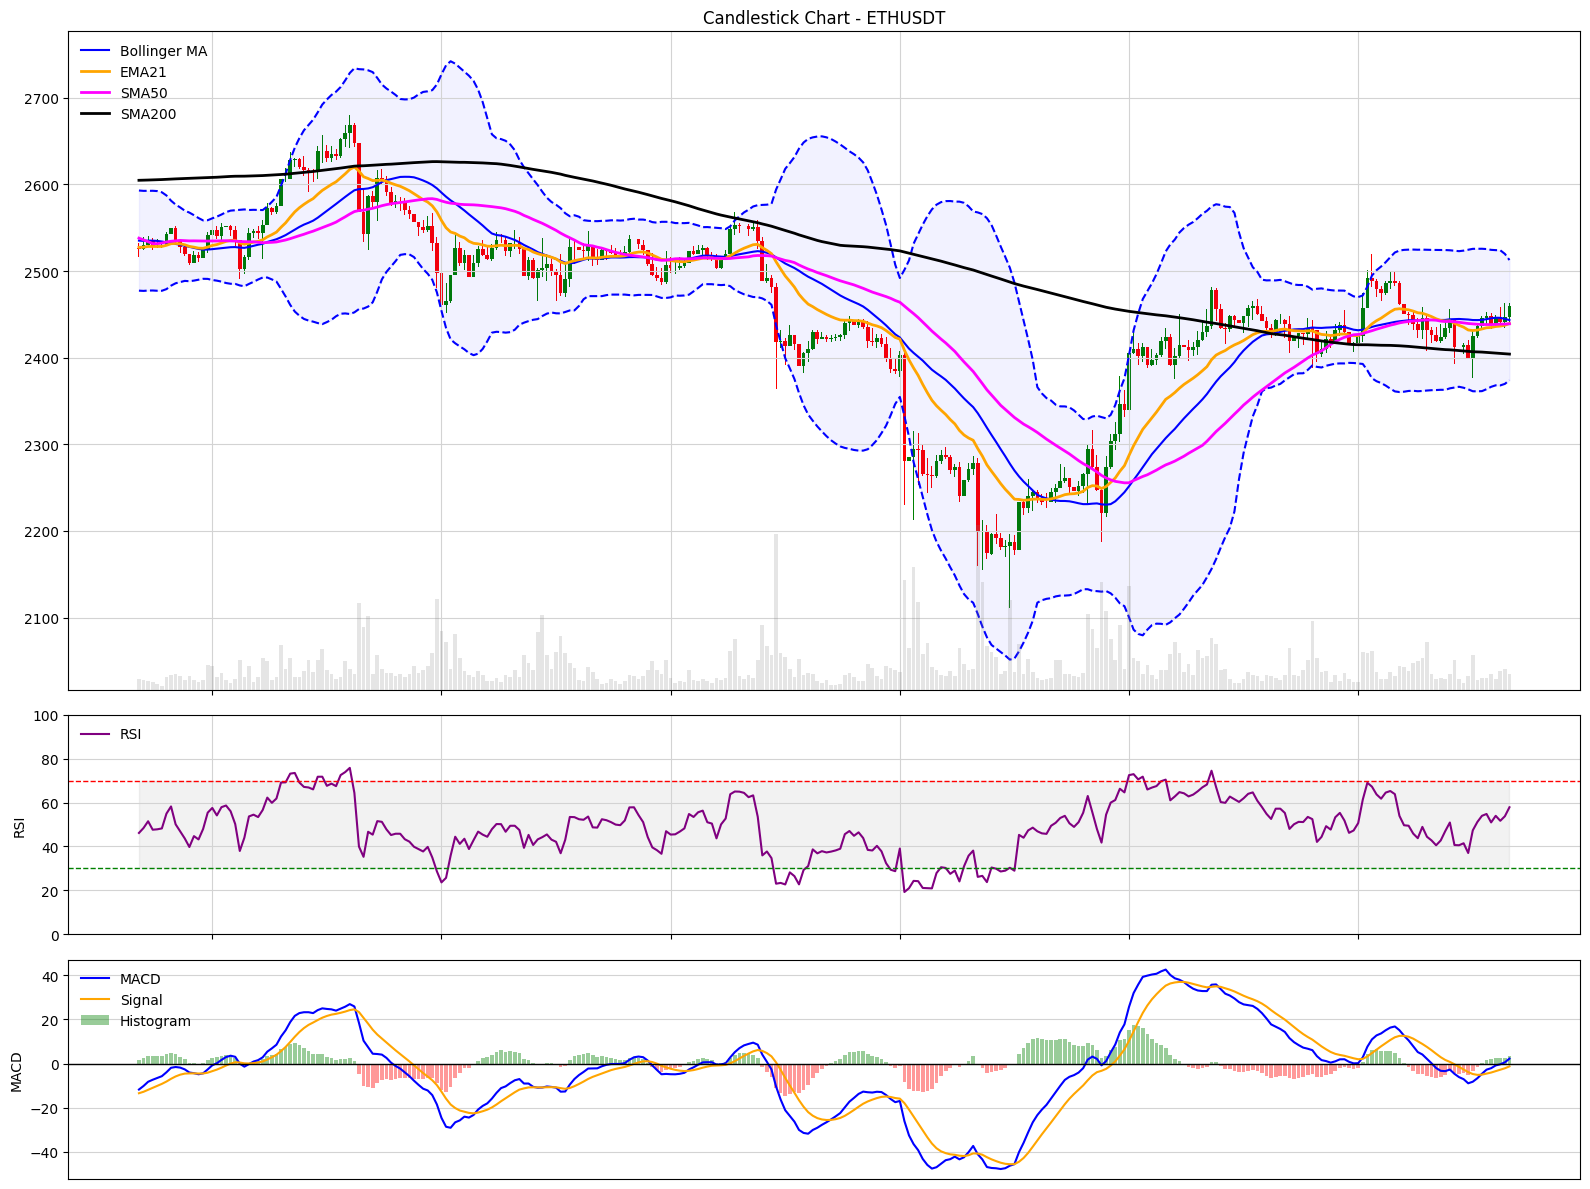 Candlestick Chart - ETHUSDT
Bollinger MA
EMA21
SMA50
SMA200
2700
2600
2500
2400
2300
2200
2100
RSI
100
80
60
40
20
0
RSI
MACD
Signal
Histogram
40
20
0
−20
−40
MACD